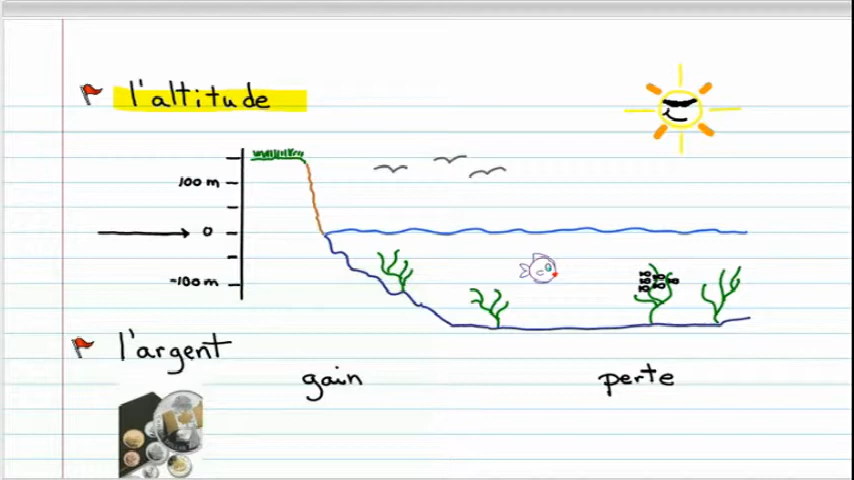 l'altitude
100 m
0
-100 m
l'argent
gain
perte